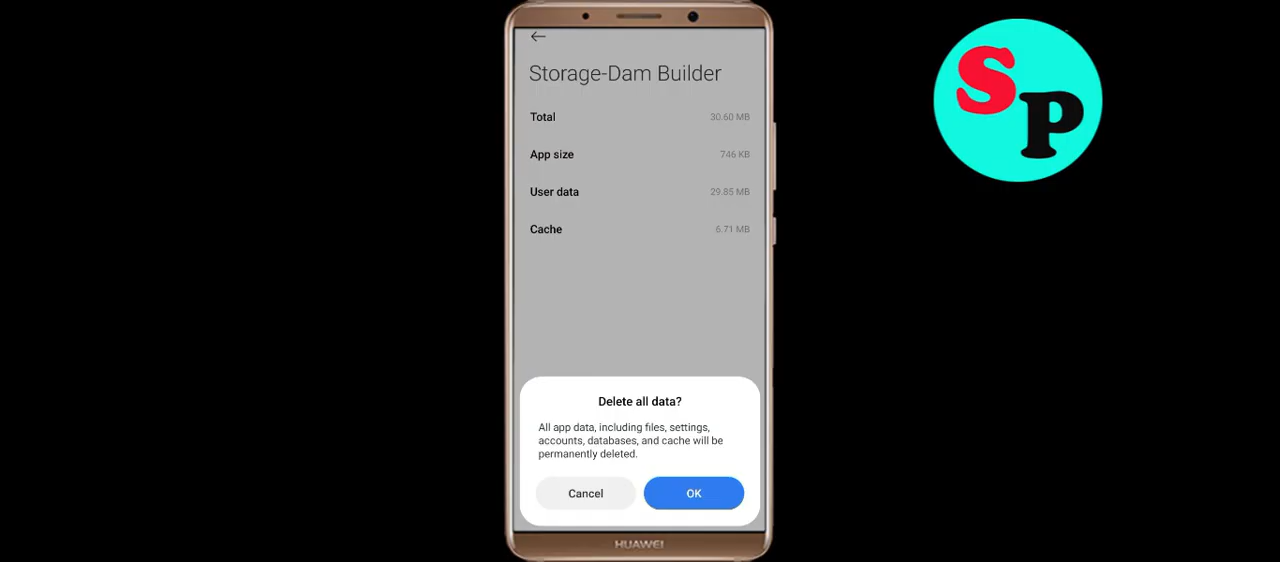 Storage-Dam Builder
Total 30.60 MB
App size 746 KB
User data 29.85 MB
Cache 6.71 MB
Delete all data?
All app data, including files, settings,
accounts, databases, and cache will be
permanently deleted.
Cancel OK
HUAWEI
SP